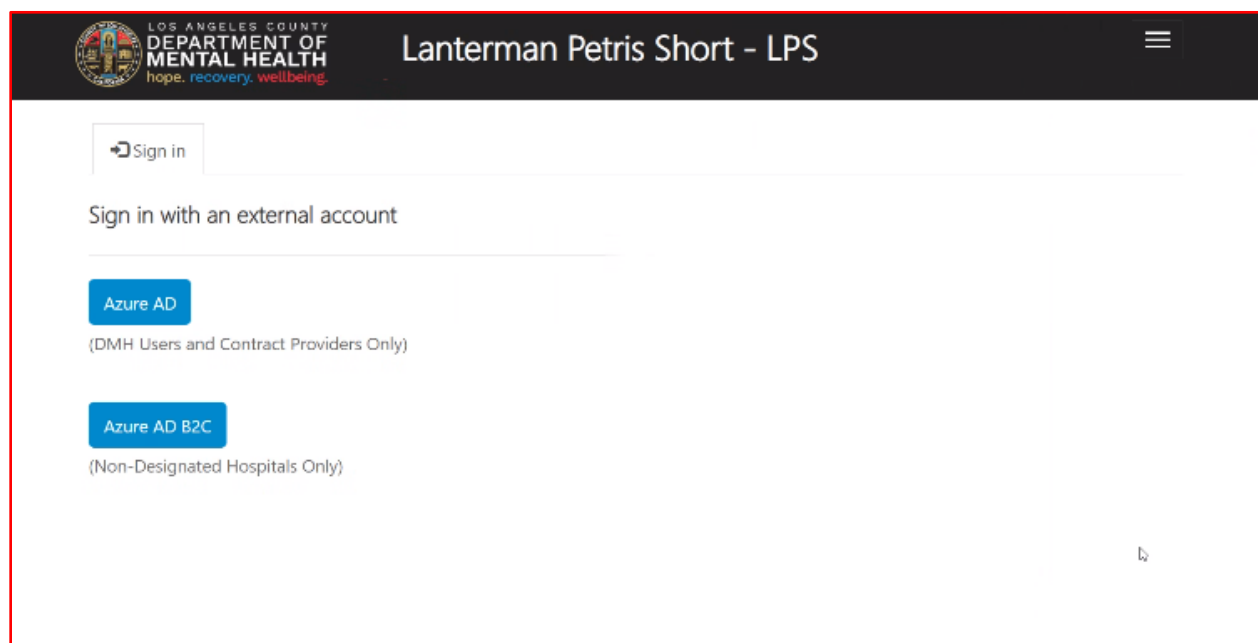 LOS ANGELES COUNTY
DEPARTMENT OF
MENTAL HEALTH
hope. recovery. wellbeing.
Lanterman Petris Short - LPS
Sign in
Sign in with an external account
Azure AD
(DMH Users and Contract Providers Only)
Azure AD B2C
(Non-Designated Hospitals Only)